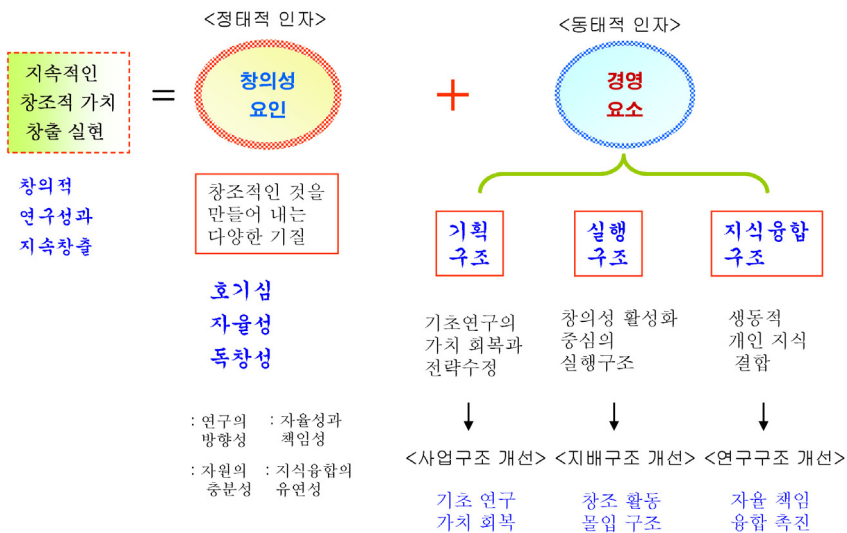 <정태적 인자>
<동태적 인자>
지속적인
창조적 가치
창출 실현
=
창의성
요인
+
경영
요소
창의적
연구성과
지속창출
창조적인 것을
만들어 내는
다양한 기질
호기심
자율성
독창성
: 연구의
방향성
: 자율성과
책임성
: 자원의
충분성
: 지식융합의
유연성
기획
구조
실행
구조
지식융합
구조
기초연구의
가치 회복과
전략수정
창의성 활성화
중심의
실행구조
생동적
개인 지식
결합
<사업구조 개선>
<지배구조 개선>
<연구구조 개선>
기초 연구
가치 회복
창조 활동
몰입 구조
자율 책임
융합 촉진